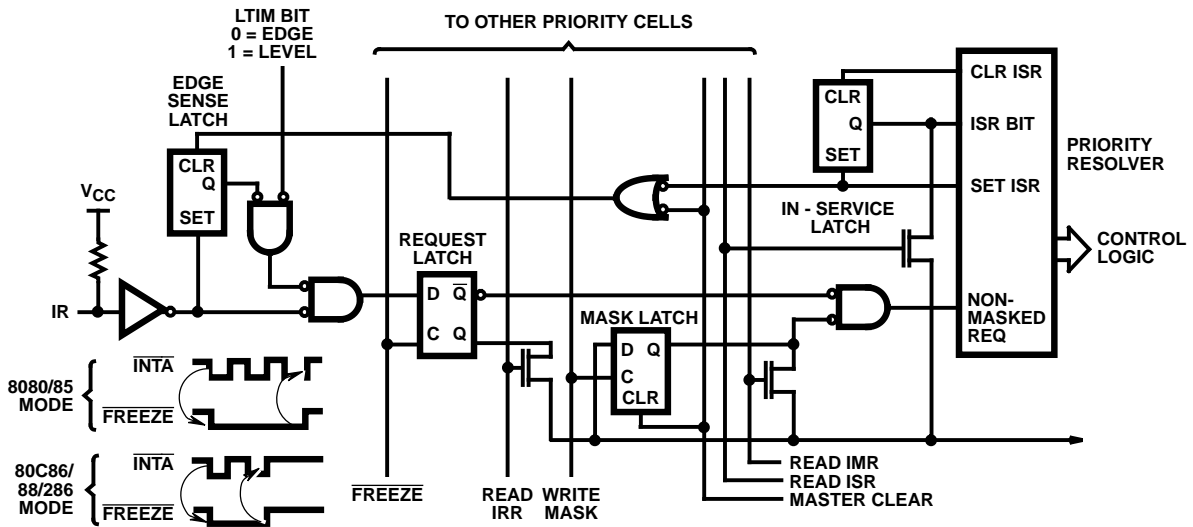 LTIM BIT
0 = EDGE
1 = LEVEL
TO OTHER PRIORITY CELLS
EDGE
SENSE
LATCH
CLR
Q
SET
VCC
IR
REQUEST
LATCH
D Q
C Q
MASK LATCH
D Q
C
CLR
IN - SERVICE
LATCH
CLR
Q
SET
CLR ISR
ISR BIT
SET ISR
NON-
MASKED
REQ
PRIORITY
RESOLVER
CONTROL
LOGIC
8080/85
MODE
INTA
FREEZE
80C86/
88/286
MODE
INTA
FREEZE
FREEZE
READ
IRR
WRITE
MASK
READ IMR
READ ISR
MASTER CLEAR